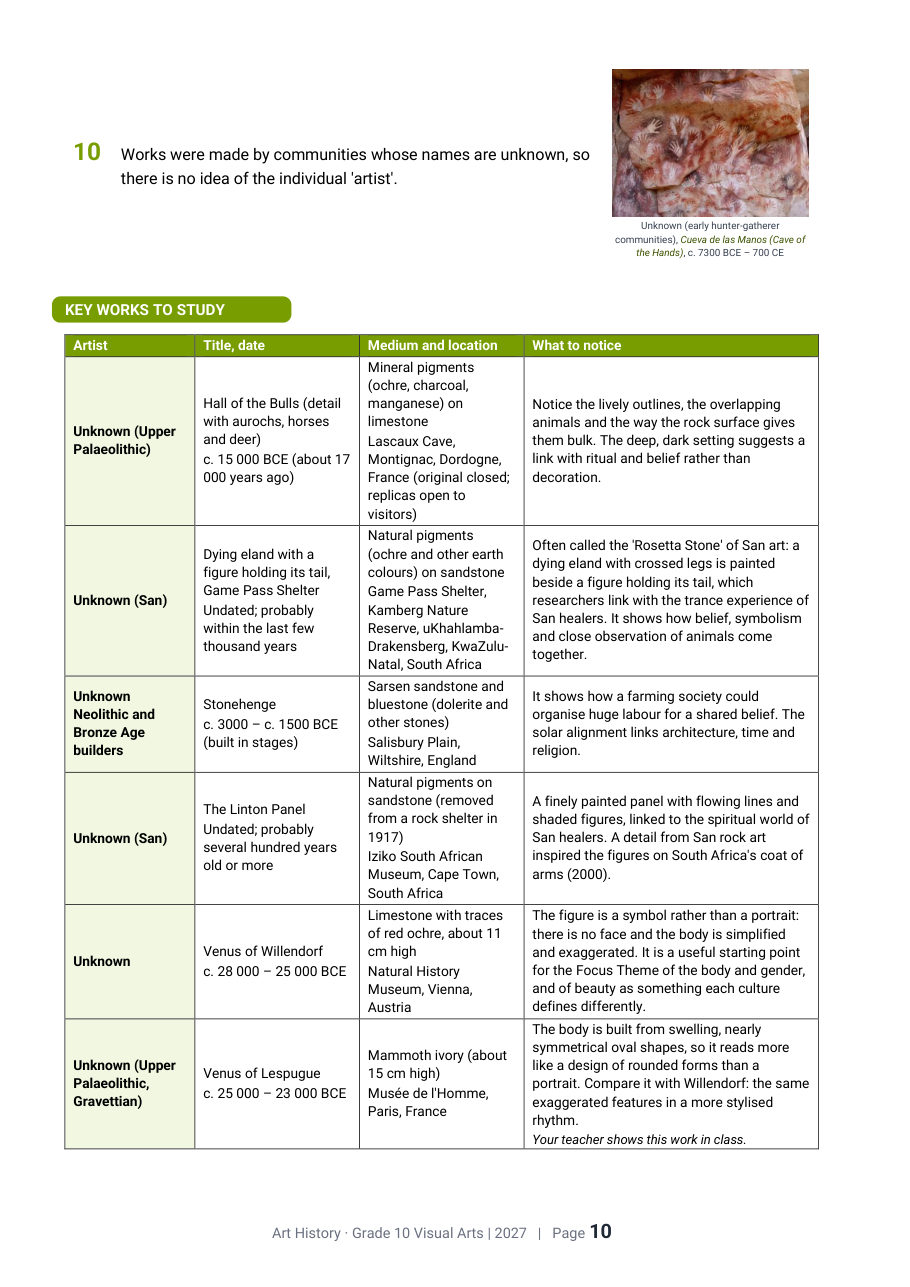 10
Works were made by communities whose names are unknown, so
there is no idea of the individual 'artist'.
Unknown (early hunter-gatherer
communities), Cueva de las Manos (Cave of
the Hands), c. 7300 BCE – 700 CE
KEY WORKS TO STUDY
Artist
Title, date
Medium and location
What to notice
Unknown (Upper
Palaeolithic)
Hall of the Bulls (detail
with aurochs, horses
and deer)
c. 15 000 BCE (about 17
000 years ago)
Mineral pigments
(ochre, charcoal,
manganese) on
limestone
Lascaux Cave,
Montignac, Dordogne,
France (original closed;
replicas open to
visitors)
Notice the lively outlines, the overlapping
animals and the way the rock surface gives
them bulk. The deep, dark setting suggests a
link with ritual and belief rather than
decoration.
Unknown (San)
Dying eland with a
figure holding its tail,
Game Pass Shelter
Undated; probably
within the last few
thousand years
Natural pigments
(ochre and other earth
colours) on sandstone
Game Pass Shelter,
Kamberg Nature
Reserve, uKhahlamba-
Drakensberg, KwaZulu-
Natal, South Africa
Often called the 'Rosetta Stone' of San art: a
dying eland with crossed legs is painted
beside a figure holding its tail, which
researchers link with the trance experience of
San healers. It shows how belief, symbolism
and close observation of animals come
together.
Unknown
Neolithic and
Bronze Age
builders
Stonehenge
c. 3000 – c. 1500 BCE
(built in stages)
Sarsen sandstone and
bluestone (dolerite and
other stones)
Salisbury Plain,
Wiltshire, England
It shows how a farming society could
organise huge labour for a shared belief. The
solar alignment links architecture, time and
religion.
Unknown (San)
The Linton Panel
Undated; probably
several hundred years
old or more
Natural pigments on
sandstone (removed
from a rock shelter in
1917)
Iziko South African
Museum, Cape Town,
South Africa
A finely painted panel with flowing lines and
shaded figures, linked to the spiritual world of
San healers. A detail from San rock art
inspired the figures on South Africa's coat of
arms (2000).
Unknown
Venus of Willendorf
c. 28 000 – 25 000 BCE
Limestone with traces
of red ochre, about 11
cm high
Natural History
Museum, Vienna,
Austria
The figure is a symbol rather than a portrait:
there is no face and the body is simplified
and exaggerated. It is a useful starting point
for the Focus Theme of the body and gender,
and of beauty as something each culture
defines differently.
Unknown (Upper
Palaeolithic,
Gravettian)
Venus of Lespugue
c. 25 000 – 23 000 BCE
Mammoth ivory (about
15 cm high)
Musée de l'Homme,
Paris, France
The body is built from swelling, nearly
symmetrical oval shapes, so it reads more
like a design of rounded forms than a
portrait. Compare it with Willendorf: the same
exaggerated features in a more stylised
rhythm.
Your teacher shows this work in class.
Art History · Grade 10 Visual Arts | 2027 | Page 10